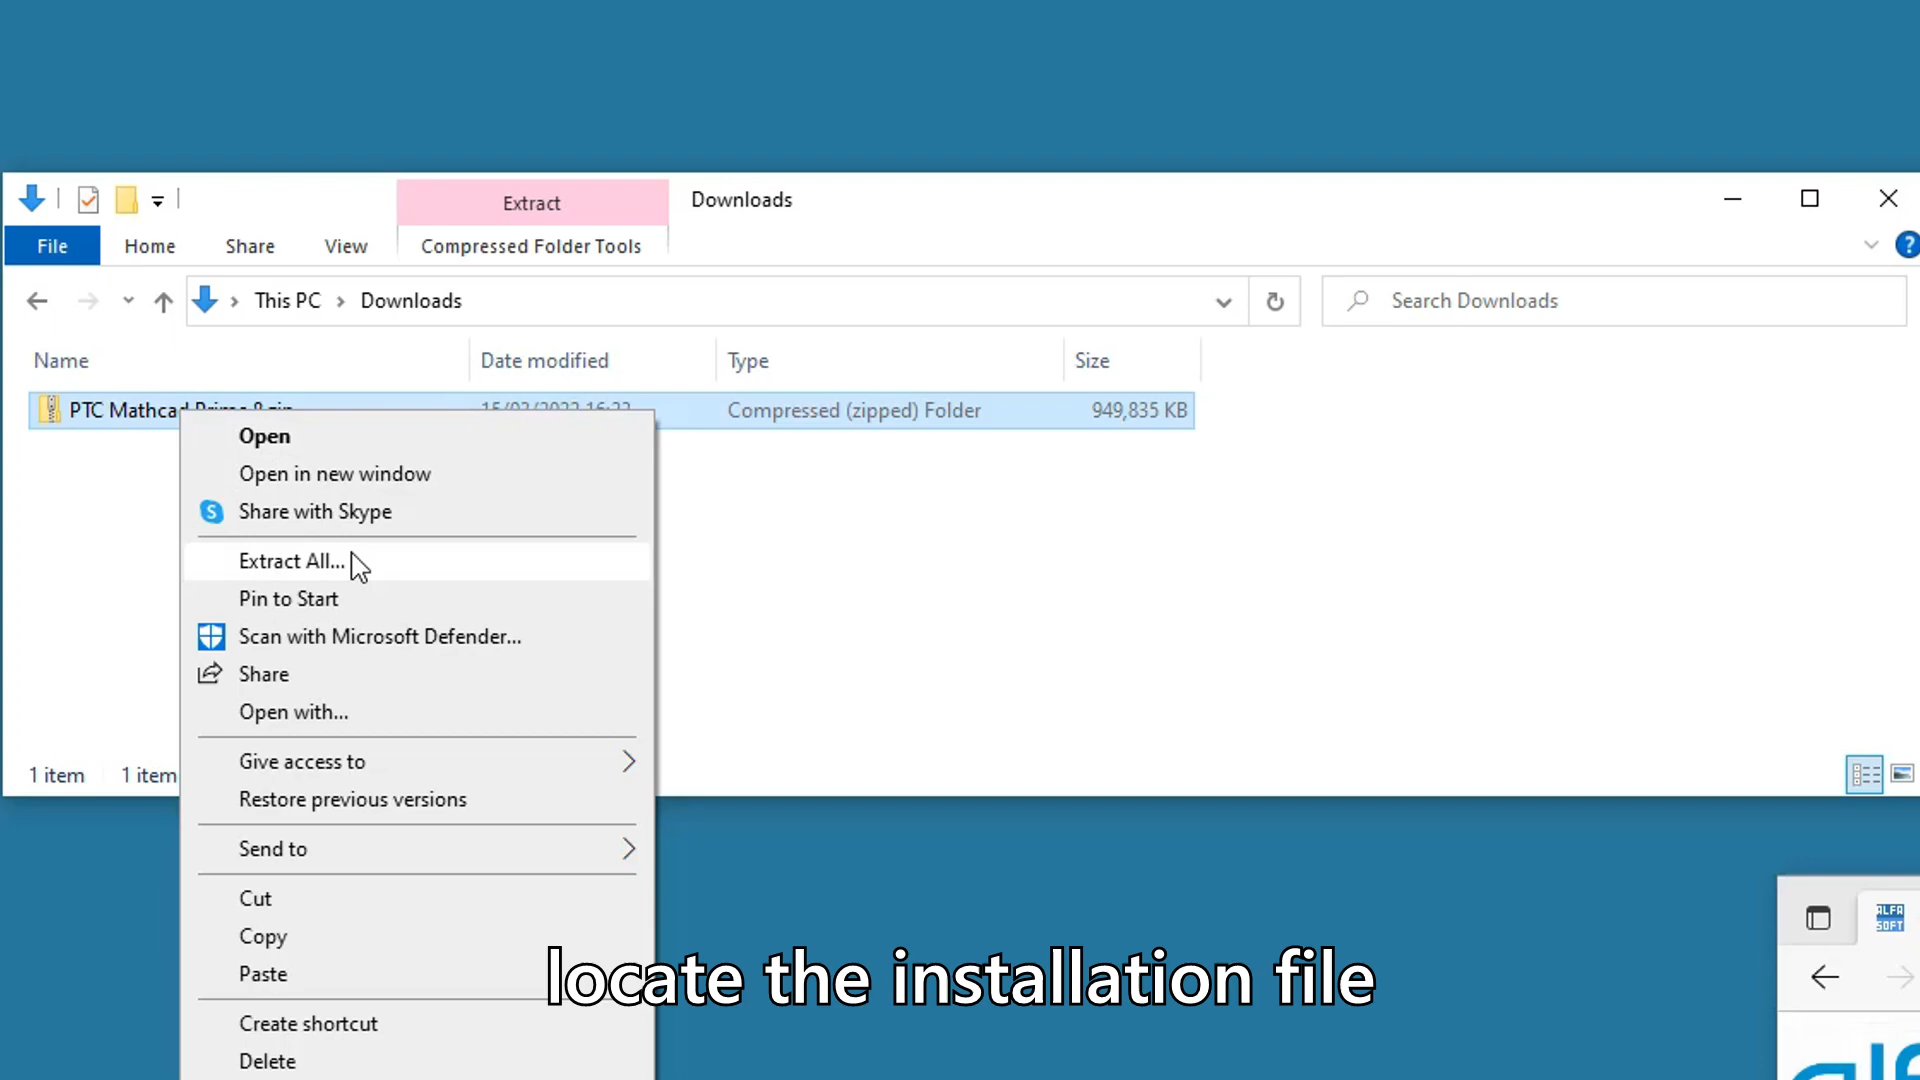 Extract
Downloads
File
Home
Share
View
Compressed Folder Tools
This PC
Downloads
Search Downloads
Name
Date modified
Type
Size
PTC Mathcad
Compressed (zipped) Folder
949,835 KB
Open
Open in new window
Share with Skype
Extract All...
Pin to Start
Scan with Microsoft Defender...
Share
Open with...
Give access to
Restore previous versions
Send to
Cut
Copy
Paste
Create shortcut
Delete
1 item
1 item
ALFA
SOFT
locate the installation file